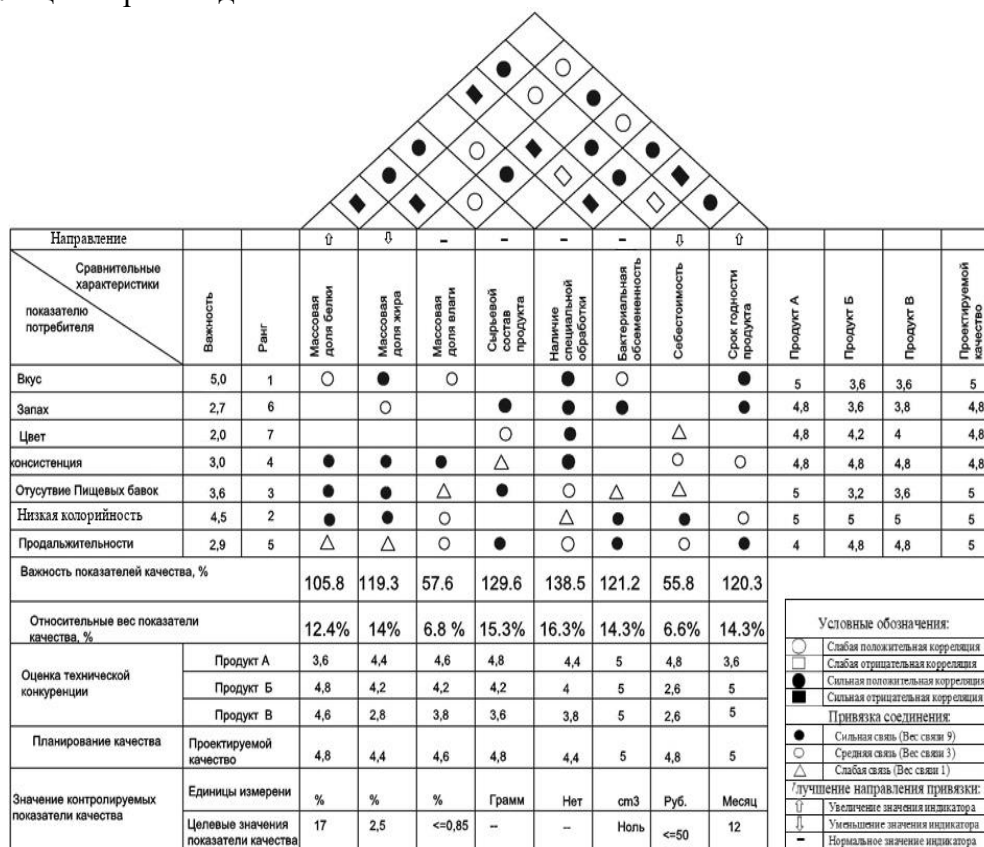 Направление
Сравнительные
характеристики
показателю
потребителя
Важность
Ранг
Массовая
доля белки
Массовая
доля жира
Массовая
доля влаги
Сырьевой
состав
продукта
Наличие
специальной
обработки
Бактериальная
обсемененность
Себестоимость
Срок годности
продукта
Продукт А
Продукт Б
Продукт В
Проектируемой
качество
Вкус 5,0 1 5 3,6 3,6 5
Запах 2,7 6 4,8 3,6 3,8 4,8
Цвет 2,0 7 4,8 4,2 4 4,8
консистенция 3,0 4 4,8 4,8 4,8 4,8
Отусутвие Пищевых бавок 3,6 3 5 3,2 3,6 5
Низкая колорийность 4,5 2 5 5 5 5
Продальжительности 2,9 5 4 4,8 4,8 5
Важность показателей качества, % 105.8 119.3 57.6 129.6 138.5 121.2 55.8 120.3
Относительные вес показатели
качества, % 12.4% 14% 6.8 % 15.3% 16.3% 14.3% 6.6% 14.3%
Оценка технической
конкуренции
Продукт А 3,6 4,4 4,6 4,8 4,4 5 4,8 3,6
Продукт Б 4,8 4,2 4,2 4,2 4 5 2,6 5
Продукт В 4,6 2,8 3,8 3,6 3,8 5 2,6 5
Планирование качества
Проектируемой
качество 4,8 4,4 4,6 4,8 4,4 5 4,8 5
Значение контролируемых
показатели качества
Единицы измерени % % % Грамм Нет cm3 Руб. Месяц
Целевые значения
показатели качества 17 2,5 <=0,85 -- -- Ноль <=50 12
Условные обозначения:
Слабая положительная корреляция
Слабая отрицательная корреляция
Сильная положительная корреляция
Сильная отрицательная корреляция
Привязка соединения:
Сильная связь (Вес связи 9)
Средняя связь (Вес связи 3)
Слабая связь (Вес связи 1)
лучшение направления привязки:
Увеличение значения индикатора
Уменьшение значения индикатора
Нормальное значение индикатора